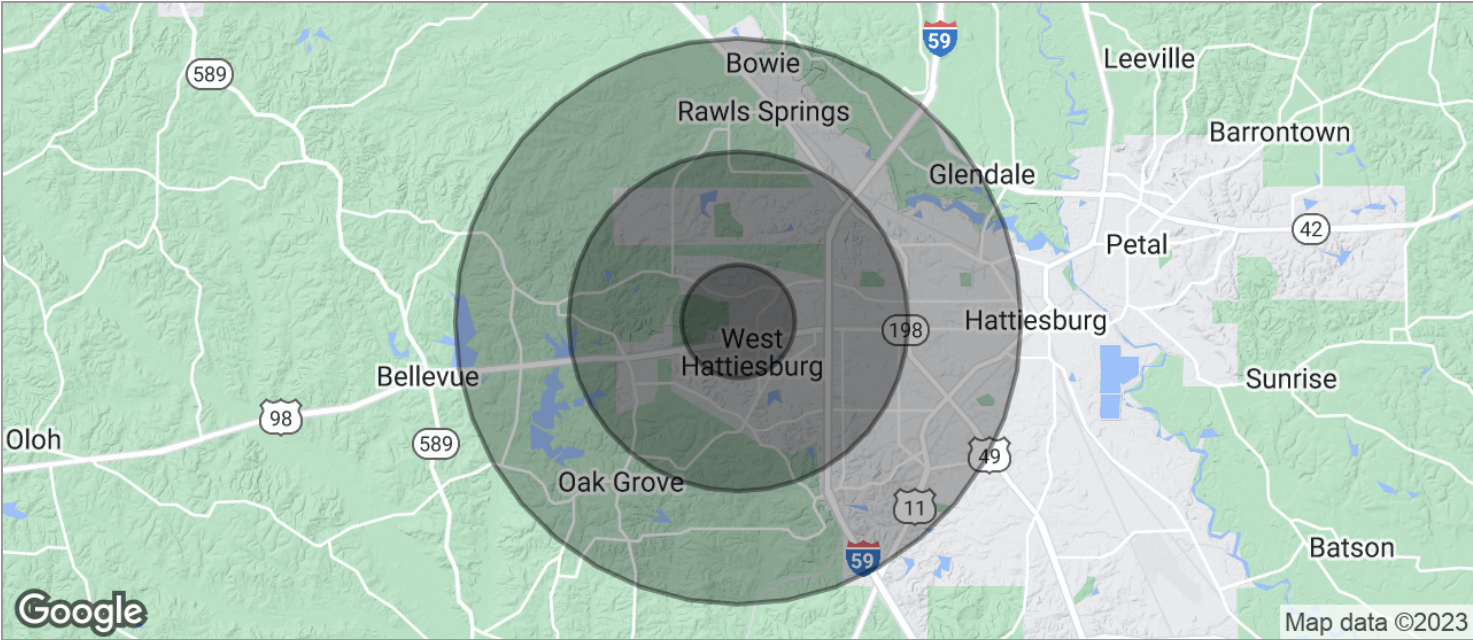 59
Bowie
Leeville
589
Rawls Springs
Barrontown
Glendale
42
Petal
198
Hattiesburg
West
Hattiesburg
Bellevue
Sunrise
98
Oloh
589
49
Oak Grove
11
Batson
59
Google
Map data ©2023